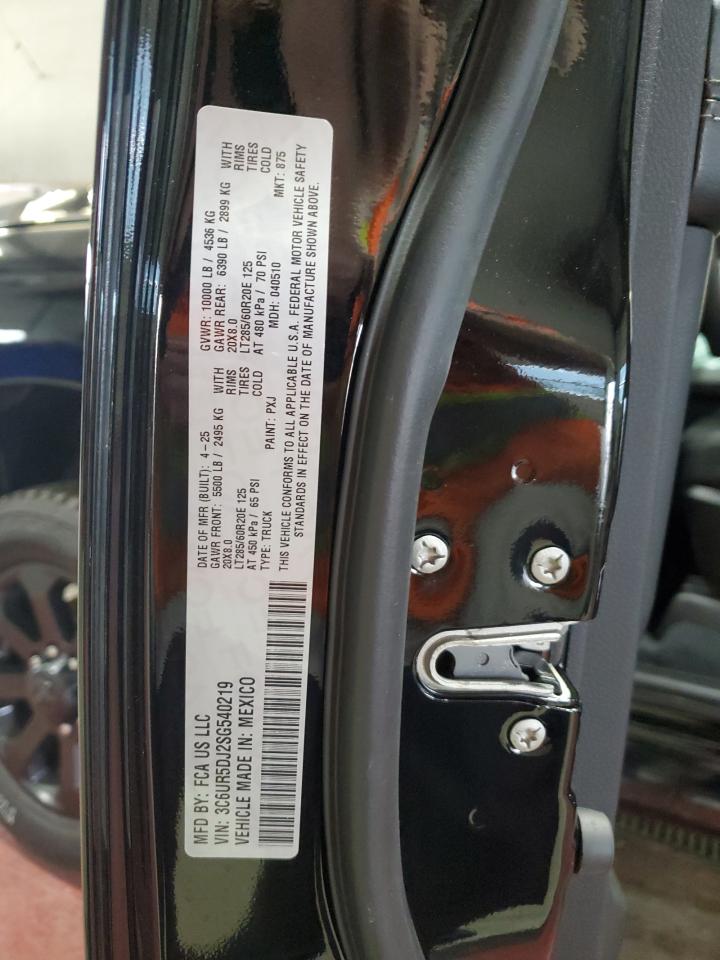 MFD BY: FCA US LLC
VIN: 3C6UR5DJ2SG540219
VEHICLE MADE IN: MEXICO
DATE OF MFR (BUILT): 4-25
GAWR FRONT: 5500 LB / 2495 KG WITH
20X8.0 RIMS
LT285/60R20E 125 TIRES
AT 450 kPa / 65 PSI COLD
TYPE: TRUCK PAINT: PXJ
GVWR: 10000 LB / 4536 KG
GAWR REAR: 6390 LB / 2899 KG WITH
20X8.0 RIMS
LT285/60R20E 125 TIRES
AT 480 kPa / 70 PSI COLD
MDH: 040510 MKT: 875
THIS VEHICLE CONFORMS TO ALL APPLICABLE U.S.A. FEDERAL MOTOR VEHICLE SAFETY
STANDARDS IN EFFECT ON THE DATE OF MANUFACTURE SHOWN ABOVE.